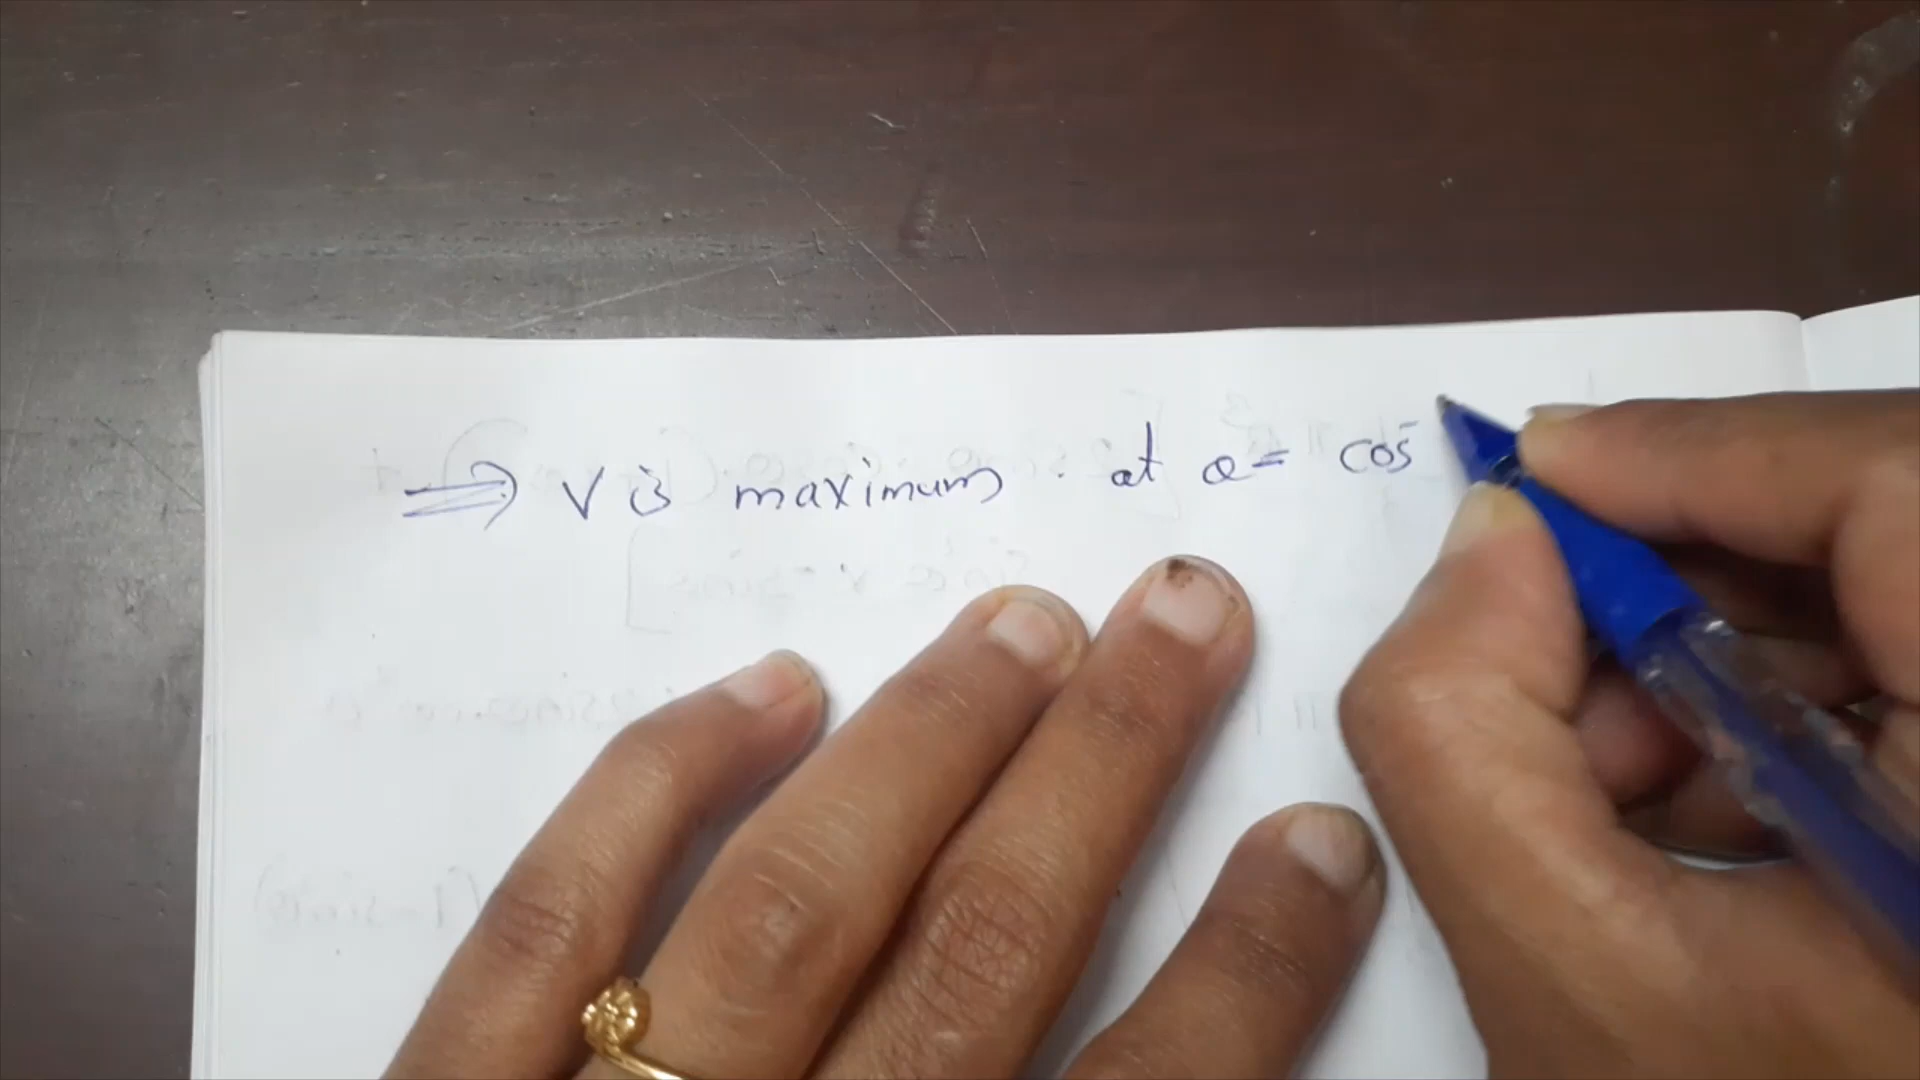 ⇒ V is maximum at θ = cos⁻